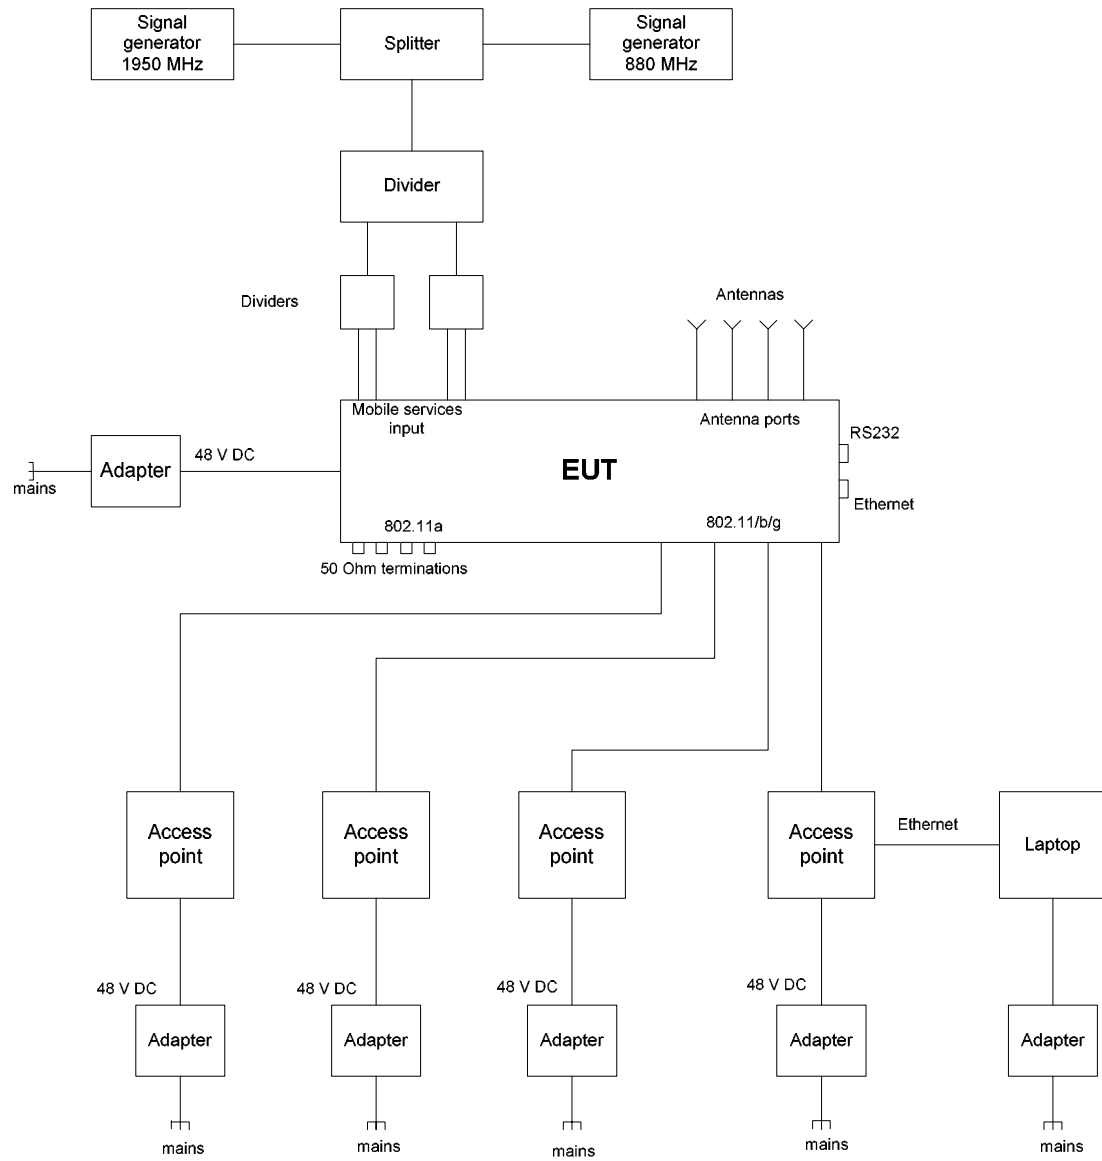 Signal
generator
1950 MHz
Splitter
Signal
generator
880 MHz
Divider
Dividers
Antennas
Mobile services
input
Antenna ports
RS232
48 V DC
Adapter
mains
EUT
Ethernet
802.11a
802.11/b/g
50 Ohm terminations
Access
point
Access
point
Access
point
Access
point
Ethernet
Laptop
48 V DC
48 V DC
48 V DC
48 V DC
Adapter
Adapter
Adapter
Adapter
Adapter
mains
mains
mains
mains
mains